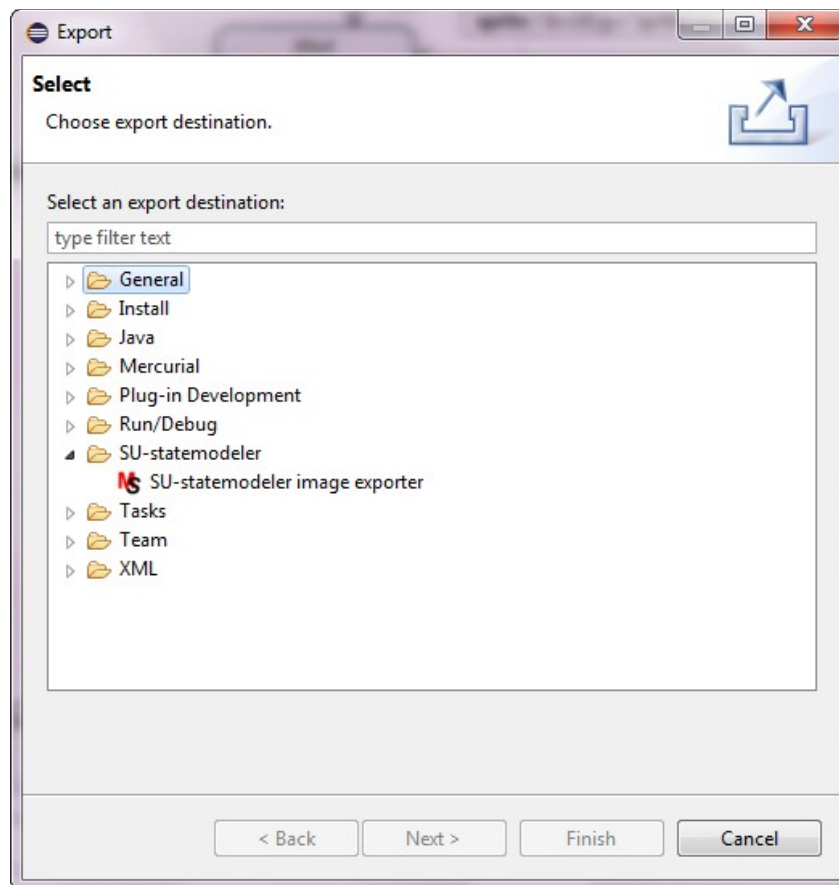 Export
Select
Choose export destination.
Select an export destination:
type filter text
General
Install
Java
Mercurial
Plug-in Development
Run/Debug
SU-statemodeler
SU-statemodeler image exporter
Tasks
Team
XML
< Back Next > Finish Cancel